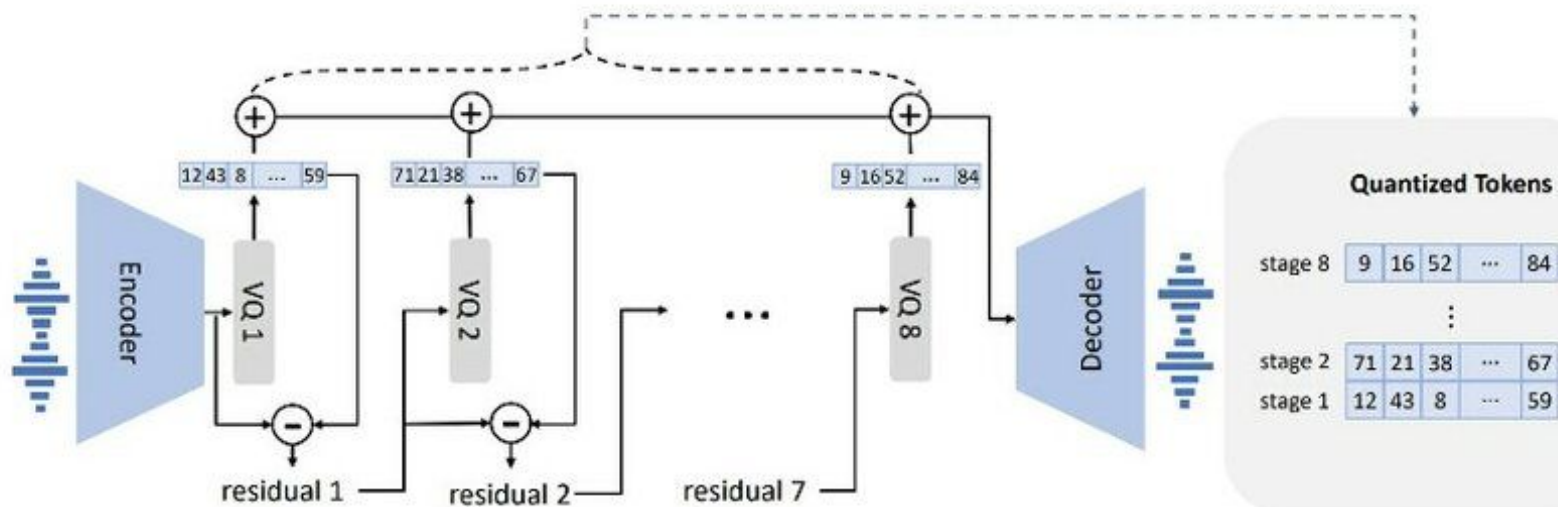 + + +
12 43 8 ... 59
71 21 38 ... 67
9 16 52 ... 84
Encoder
VQ 1
VQ 2
...
VQ 8
Decoder
- -
residual 1
residual 2
residual 7
Quantized Tokens
stage 8 9 16 52 ... 84
⋮
stage 2 71 21 38 ... 67
stage 1 12 43 8 ... 59